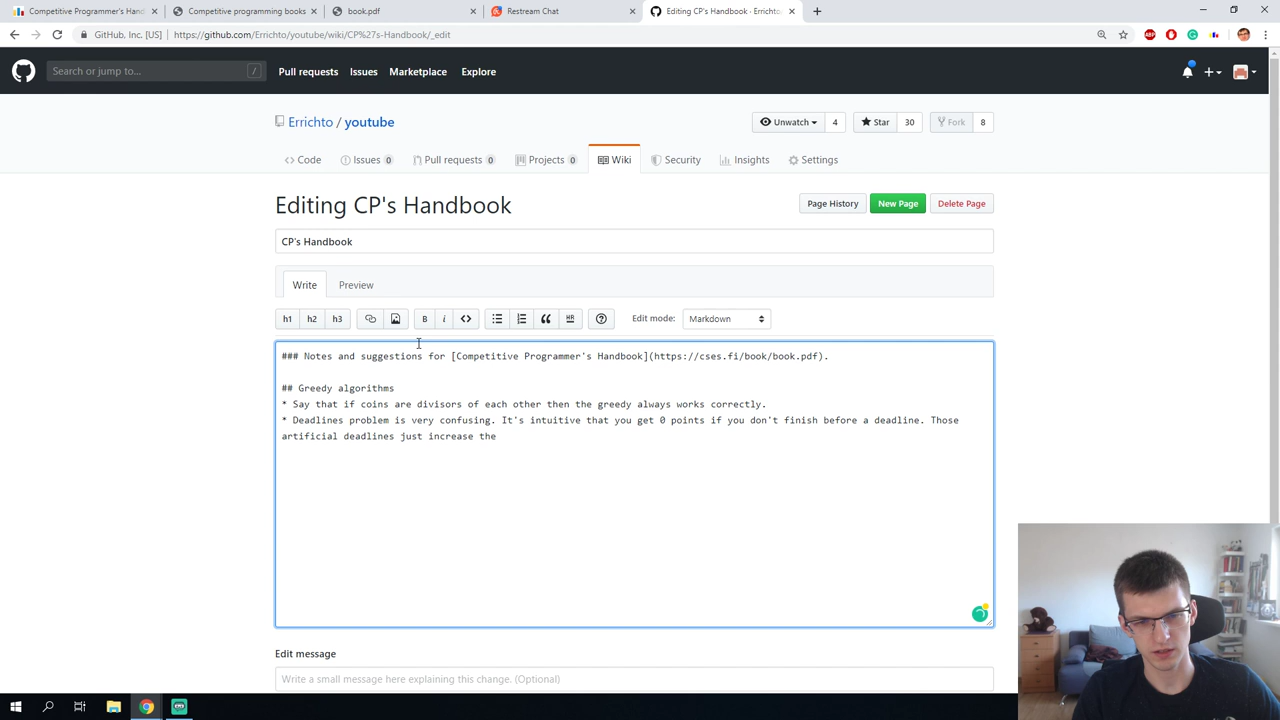 Competitive Programmer's Hand
Competitive programming books
book.pdf
Restream Chat
Editing CP's Handbook · Errichto
GitHub, Inc. [US]
https://github.com/Errichto/youtube/wiki/CP%27s-Handbook/_edit
Search or jump to...
/
Pull requests
Issues
Marketplace
Explore
Errichto / youtube
Unwatch 4
Star 30
Fork 8
Code
Issues 0
Pull requests 0
Projects 0
Wiki
Security
Insights
Settings
Editing CP's Handbook
Page History
New Page
Delete Page
CP's Handbook
Write
Preview
h1
h2
h3
B
i
Edit mode:
Markdown
### Notes and suggestions for [Competitive Programmer's Handbook](https://cses.fi/book/book.pdf).
## Greedy algorithms
* Say that if coins are divisors of each other then the greedy always works correctly.
* Deadlines problem is very confusing. It's intuitive that you get 0 points if you don't finish before a deadline. Those
artificial deadlines just increase the
Edit message
Write a small message here explaining this change. (Optional)